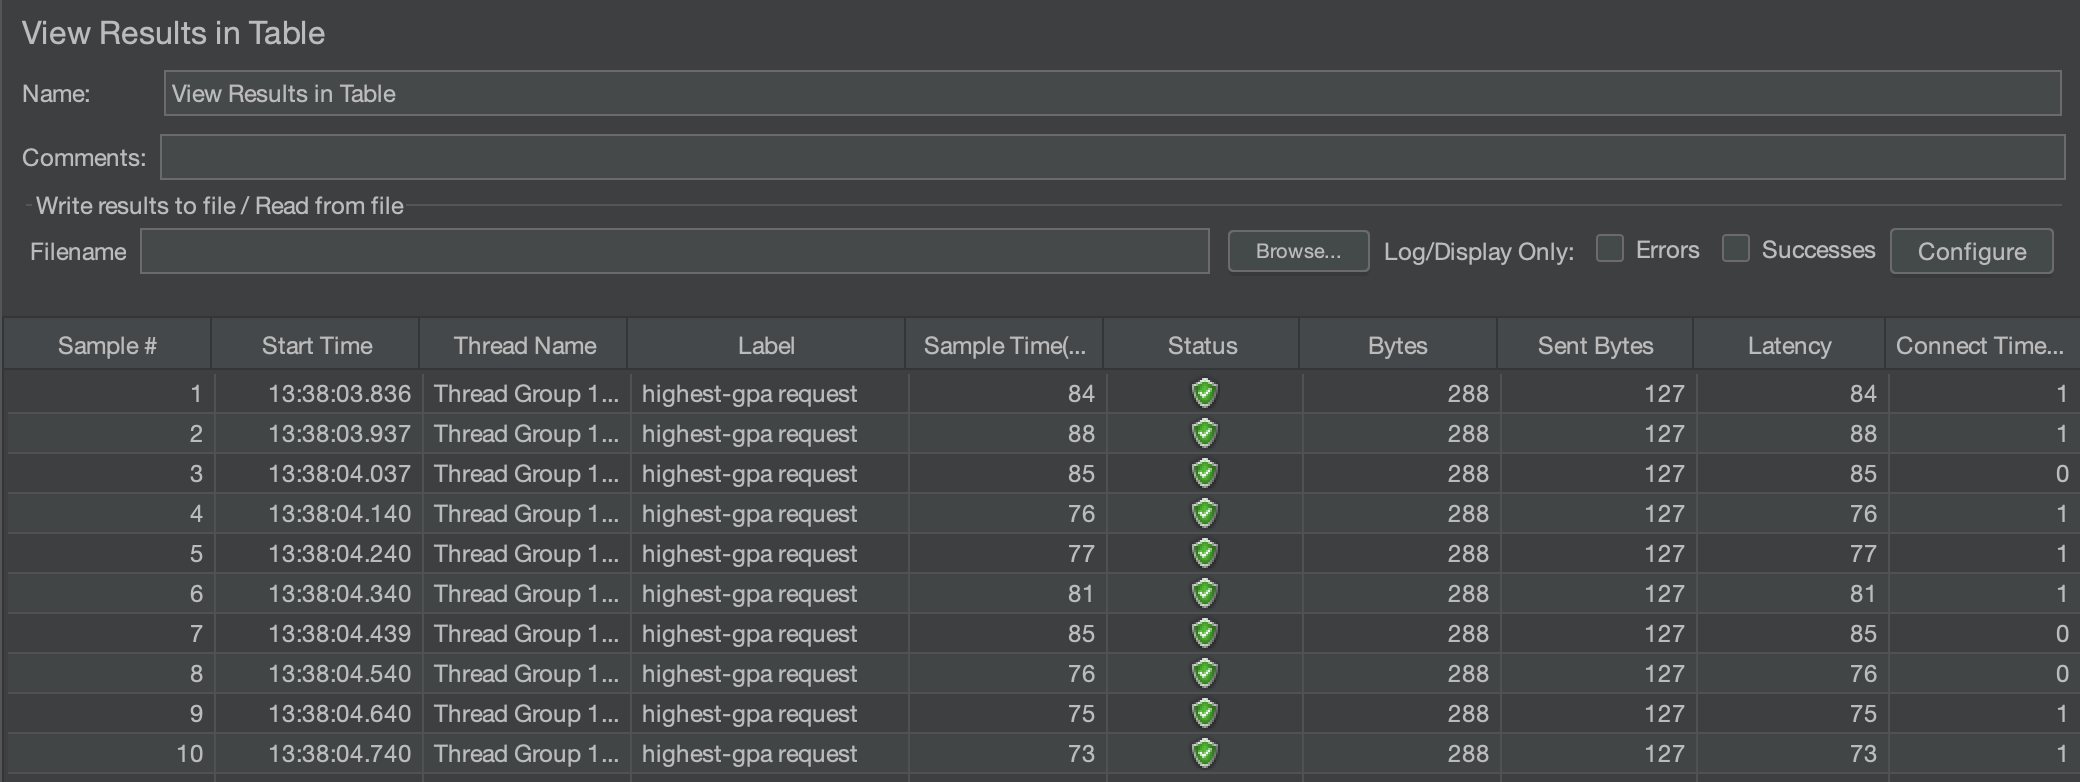 View Results in Table
Name: View Results in Table
Comments:
Write results to file / Read from file
Filename Browse... Log/Display Only: Errors Successes Configure
Sample # Start Time Thread Name Label Sample Time(... Status Bytes Sent Bytes Latency Connect Time...
1 13:38:03.836 Thread Group 1... highest-gpa request 84 288 127 84 1
2 13:38:03.937 Thread Group 1... highest-gpa request 88 288 127 88 1
3 13:38:04.037 Thread Group 1... highest-gpa request 85 288 127 85 0
4 13:38:04.140 Thread Group 1... highest-gpa request 76 288 127 76 1
5 13:38:04.240 Thread Group 1... highest-gpa request 77 288 127 77 1
6 13:38:04.340 Thread Group 1... highest-gpa request 81 288 127 81 1
7 13:38:04.439 Thread Group 1... highest-gpa request 85 288 127 85 0
8 13:38:04.540 Thread Group 1... highest-gpa request 76 288 127 76 0
9 13:38:04.640 Thread Group 1... highest-gpa request 75 288 127 75 1
10 13:38:04.740 Thread Group 1... highest-gpa request 73 288 127 73 1